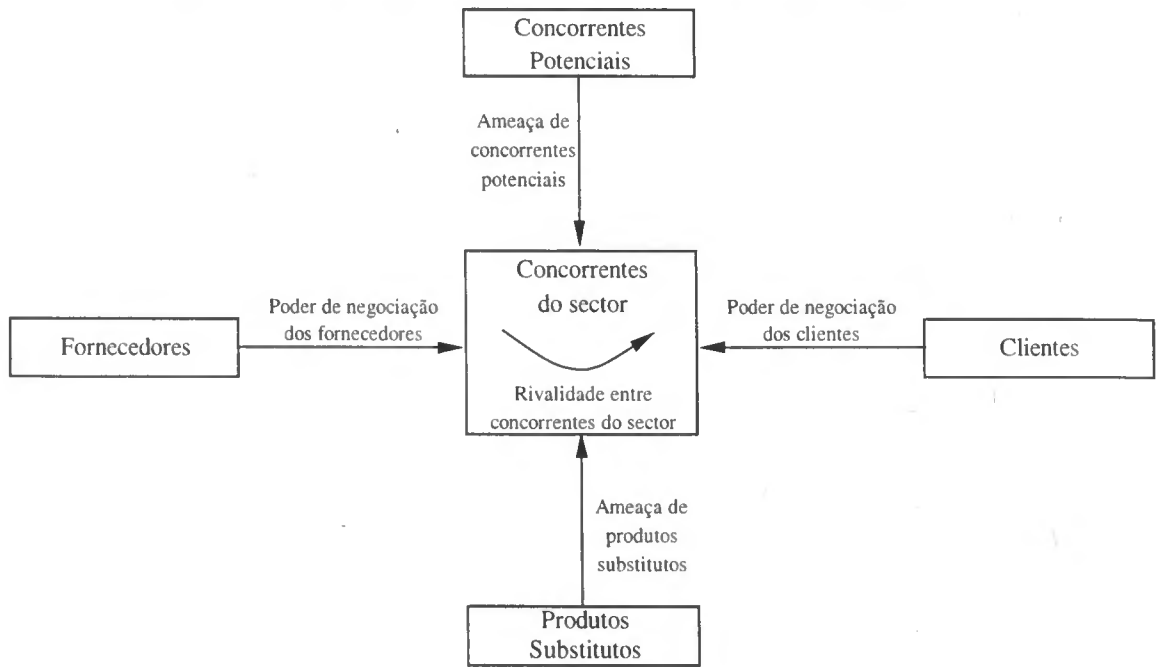 Concorrentes
Potenciais
Ameaça de
concorrentes
potenciais
Concorrentes
do sector
Poder de negociação
dos fornecedores
Fornecedores
Poder de negociação
dos clientes
Clientes
Rivalidade entre
concorrentes do sector
Ameaça de
produtos
substitutos
Produtos
Substitutos